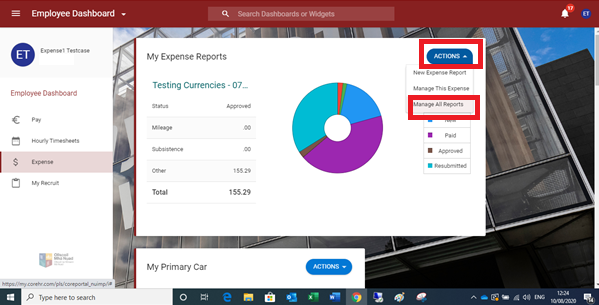 Employee Dashboard
Search Dashboards or Widgets
17
ET
ET
Expense1 Testcase
Employee Dashboard
Pay
Hourly Timesheets
Expense
My Recruit
My Expense Reports
ACTIONS
New Expense Report
Manage This Expense
Manage All Reports
Testing Currencies - 07...
Status Approved
Mileage .00
Subsistence .00
Other 155.29
Total 155.29
Paid
Approved
Resubmitted
My Primary Car
ACTIONS
https://my.corehr.com/pls/coreportal_nuimp/#
Type here to search
ENG
12:24
10/08/2020